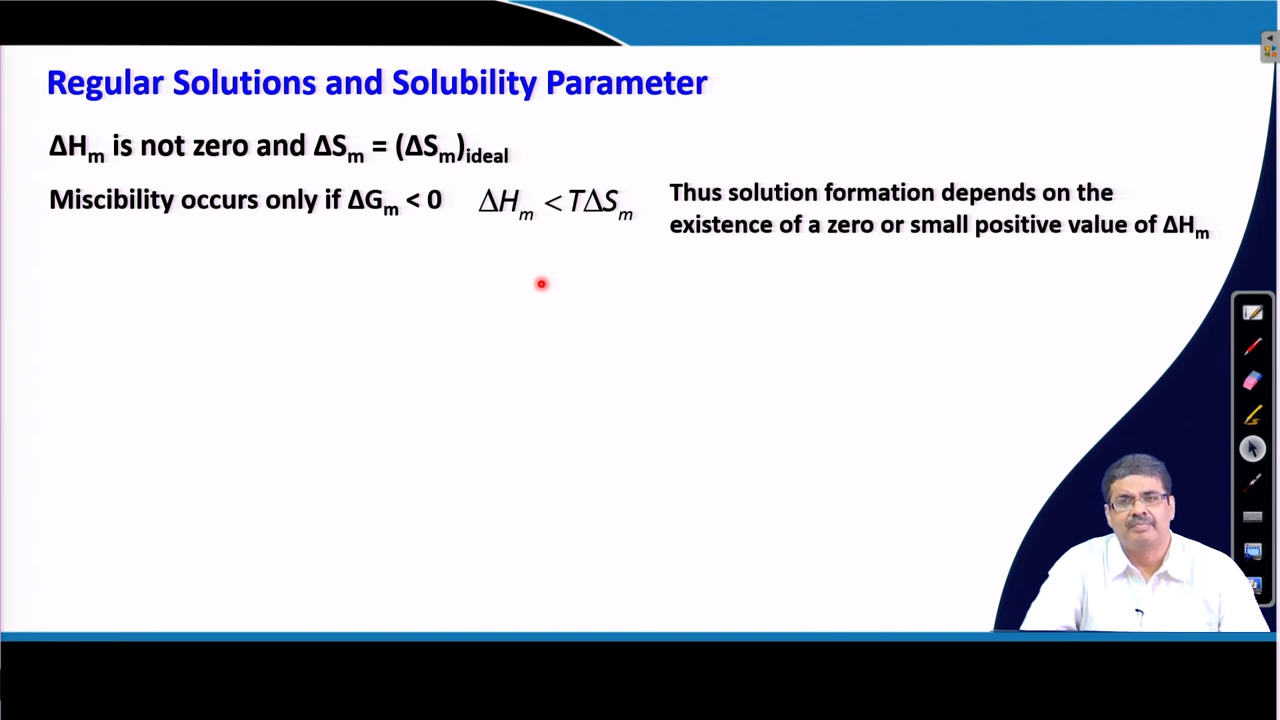 Regular Solutions and Solubility Parameter
ΔHm is not zero and ΔSm = (ΔSm)ideal
Miscibility occurs only if ΔGm < 0 ΔHm < TΔSm
Thus solution formation depends on the
existence of a zero or small positive value of ΔHm